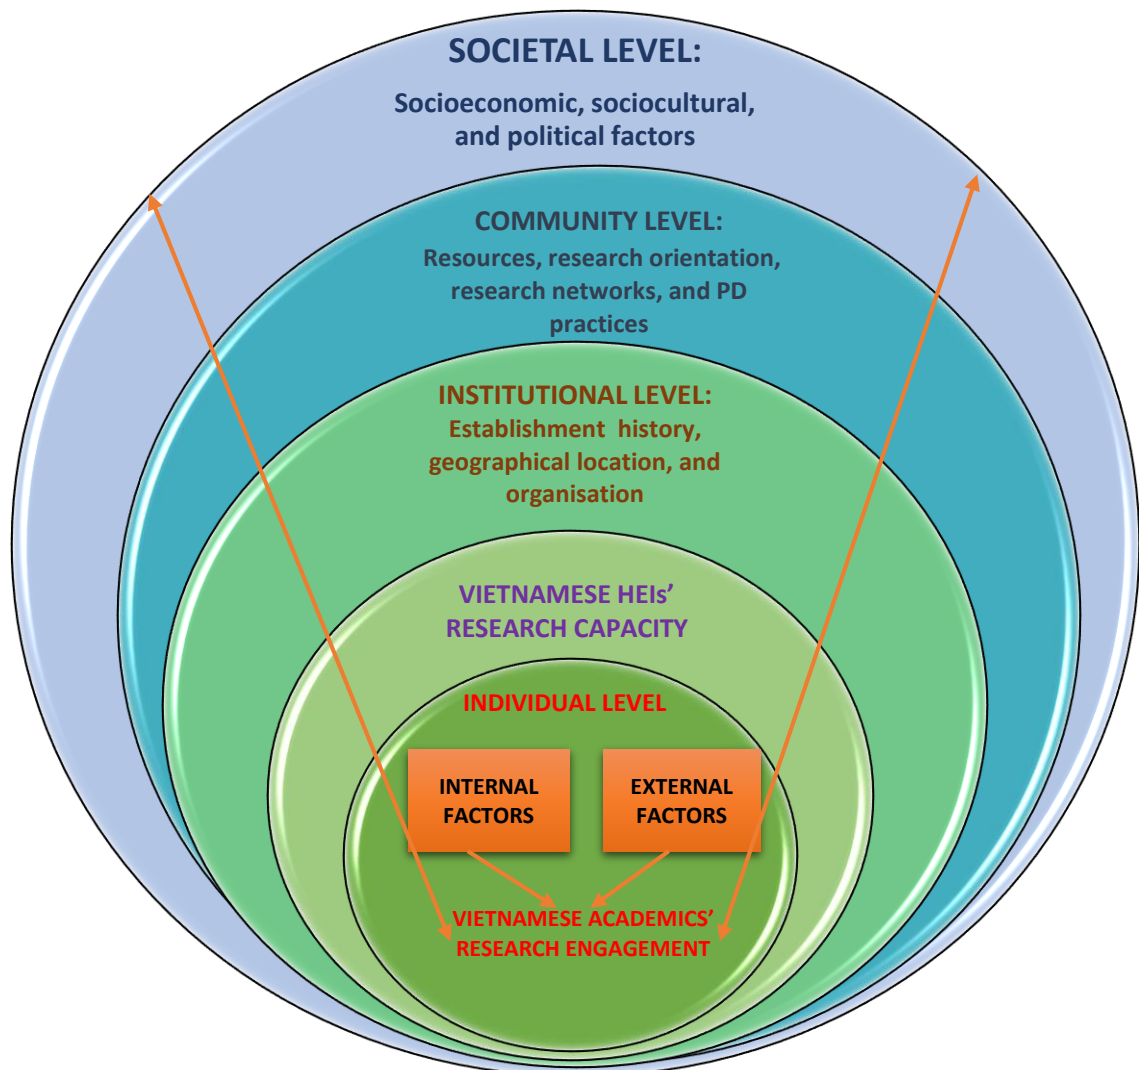 SOCIETAL LEVEL:
Socioeconomic, sociocultural,
and political factors
COMMUNITY LEVEL:
Resources, research orientation,
research networks, and PD
practices
INSTITUTIONAL LEVEL:
Establishment history,
geographical location, and
organisation
VIETNAMESE HEIs'
RESEARCH CAPACITY
INDIVIDUAL LEVEL
INTERNAL
FACTORS
EXTERNAL
FACTORS
VIETNAMESE ACADEMICS'
RESEARCH ENGAGEMENT